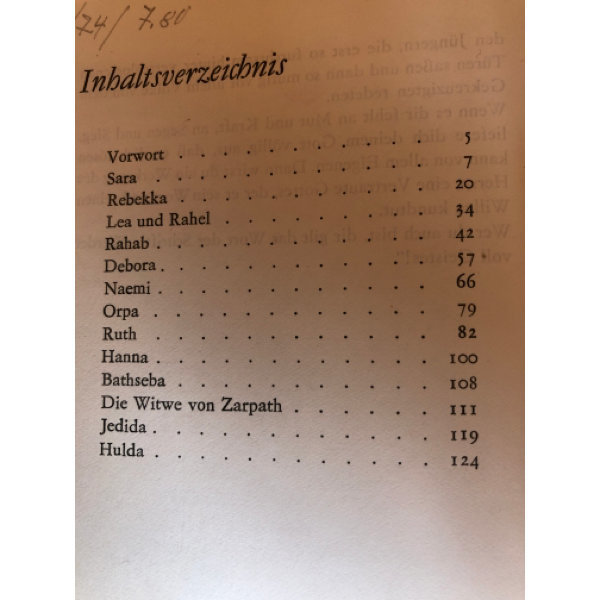 74/ 7.80
Inhaltsverzeichnis
Vorwort . . . . . . . . . . . . 5
Sara . . . . . . . . . . . . . 7
Rebekka . . . . . . . . . . . . 20
Lea und Rahel . . . . . . . . . . 34
Rahab . . . . . . . . . . . . . 42
Debora . . . . . . . . . . . . . 57
Naemi . . . . . . . . . . . . . 66
Orpa . . . . . . . . . . . . . 79
Ruth . . . . . . . . . . . . . 82
Hanna . . . . . . . . . . . . . 100
Bathseba . . . . . . . . . . . . 108
Die Witwe von Zarpath . . . . . . . 111
Jedida . . . . . . . . . . . . . 119
Hulda . . . . . . . . . . . . . 124